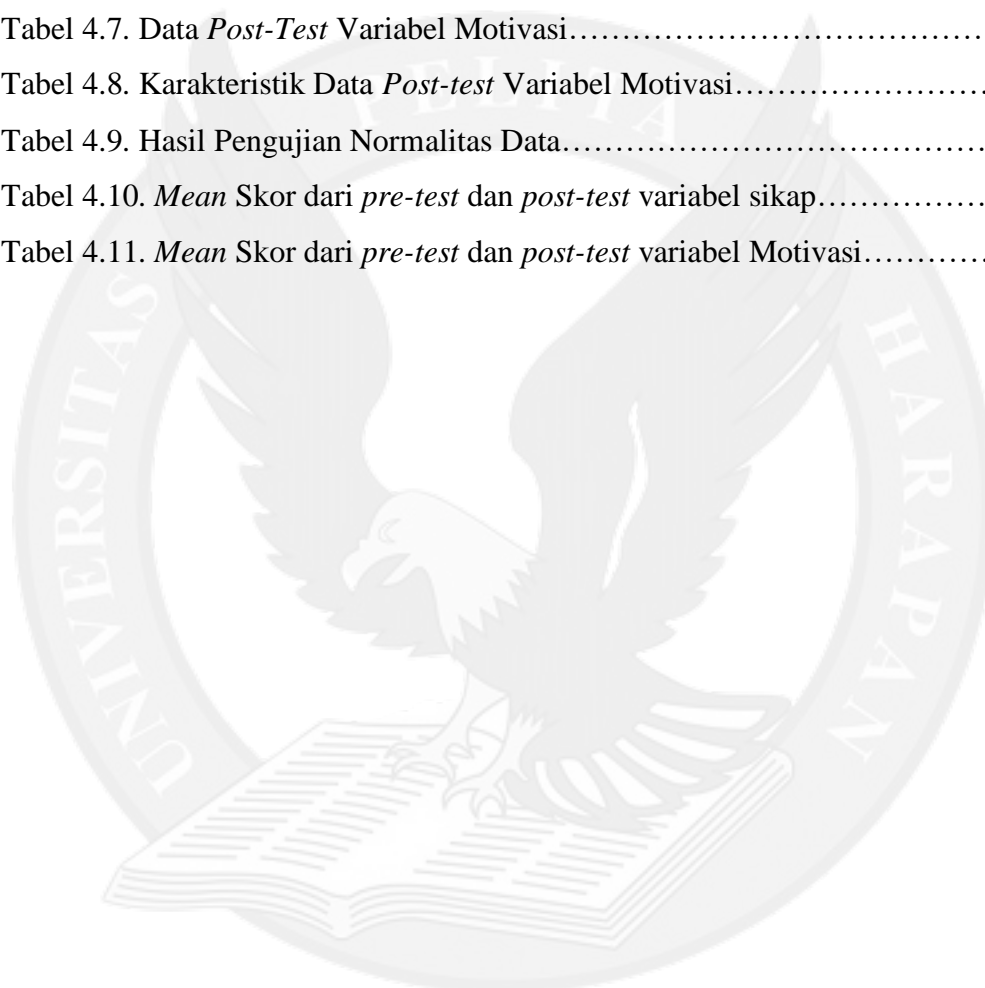 Tabel 4.7. Data Post-Test Variabel Motivasi……………………………………
Tabel 4.8. Karakteristik Data Post-test Variabel Motivasi……………………
Tabel 4.9. Hasil Pengujian Normalitas Data……………………………………
Tabel 4.10. Mean Skor dari pre-test dan post-test variabel sikap……………
Tabel 4.11. Mean Skor dari pre-test dan post-test variabel Motivasi…………
UNIVERSITAS PELITA HARAPAN